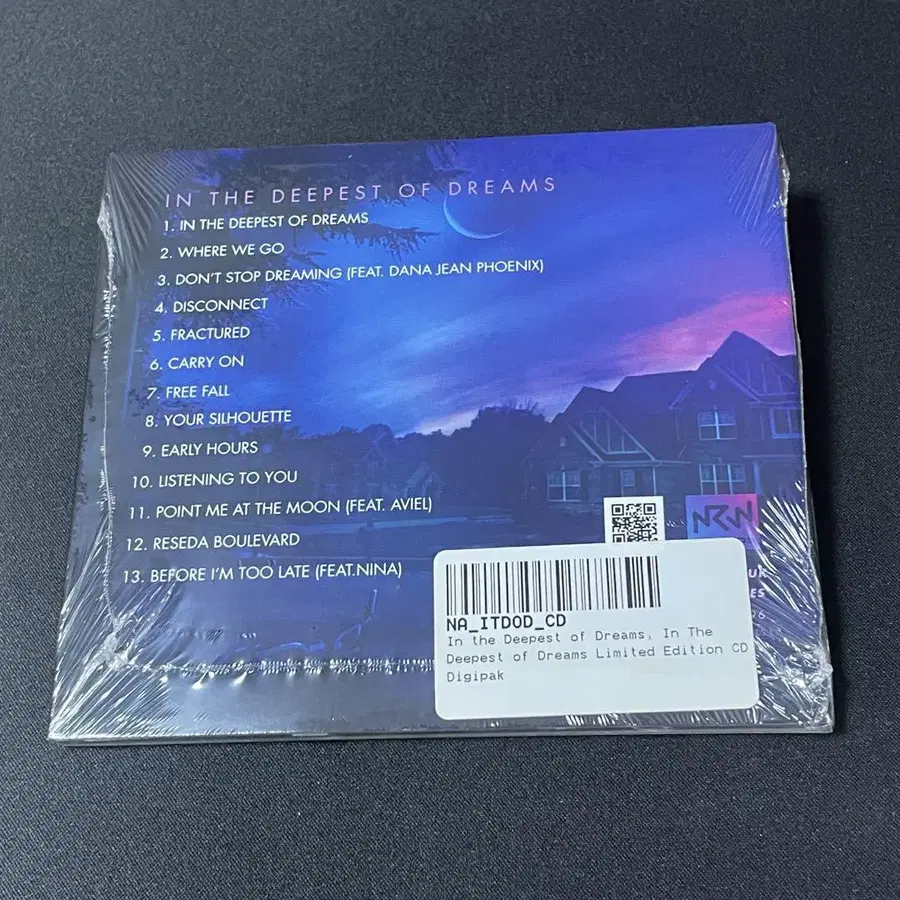 IN THE DEEPEST OF DREAMS
1. IN THE DEEPEST OF DREAMS
2. WHERE WE GO
3. DON'T STOP DREAMING (FEAT. DANA JEAN PHOENIX)
4. DISCONNECT
5. FRACTURED
6. CARRY ON
7. FREE FALL
8. YOUR SILHOUETTE
9. EARLY HOURS
10. LISTENING TO YOU
11. POINT ME AT THE MOON (FEAT. AVIEL)
12. RESEDA BOULEVARD
13. BEFORE I'M TOO LATE (FEAT.NINA)
NRW
UK
ES
26
NA_ITDOD_CD
In the Deepest of Dreams, In The
Deepest of Dreams Limited Edition CD
Digipak